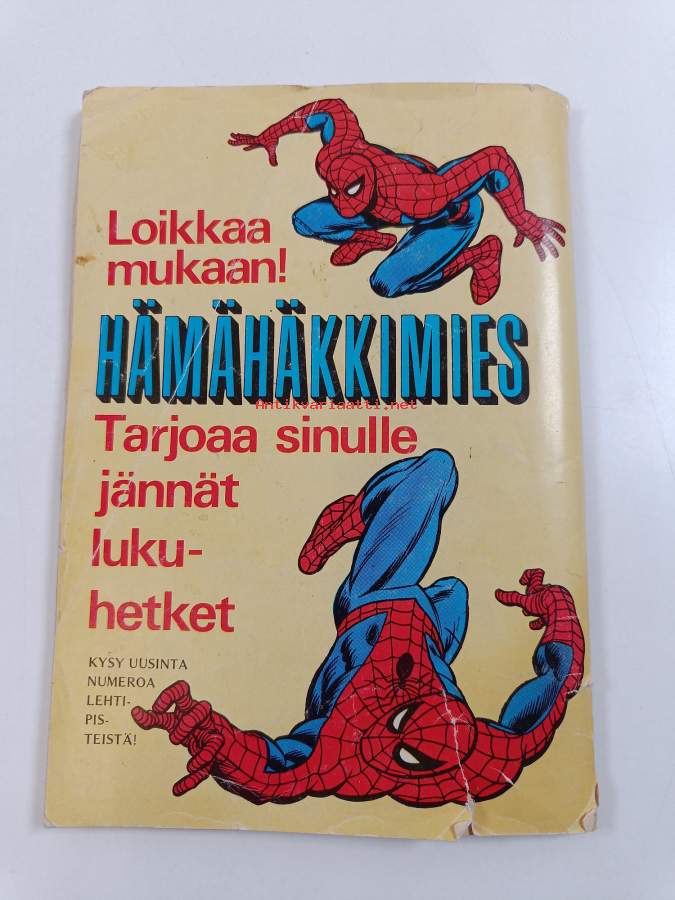 Loikkaa
mukaan!
HÄMÄHÄKKIMIES
Antikvariaatti.net
Tarjoaa sinulle
jännät
luku-
hetket
KYSY UUSINTA
NUMEROA
LEHTI-
PIS-
TEISTÄ!